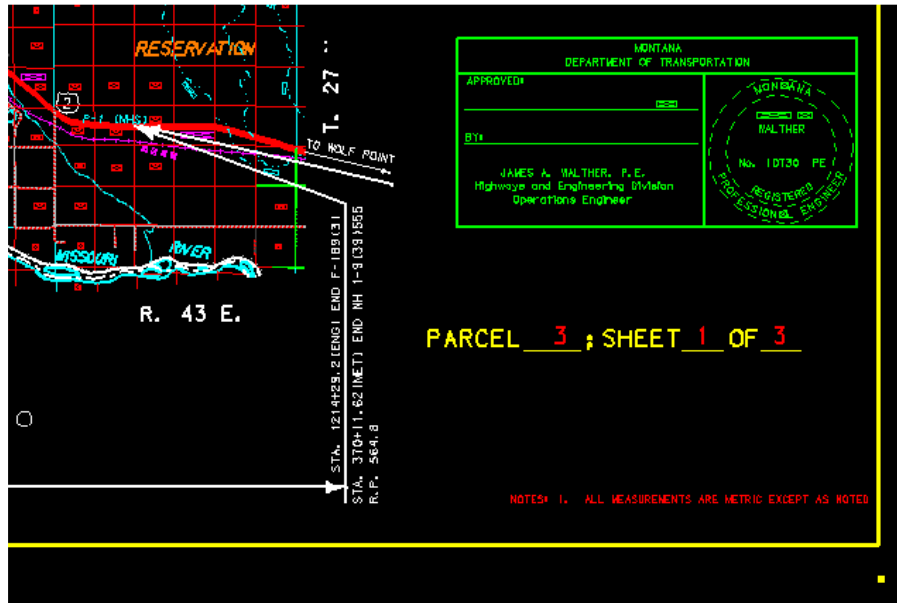 RESERVATION
T. 27
2
P-1 (NHS)
TO WOLF POINT
MISSOURI RIVER
R. 43 E.
STA. 1214+29.2(ENG) END F-189(3)
STA. 370+11.62(MET) END NH 1-9(39)555
R.P. 564.8
MONTANA
DEPARTMENT OF TRANSPORTATION
APPROVED:
BY:
JAMES A. WALTHER, P.E.
Highways and Engineering Division
Operations Engineer
MONTANA
WALTHER
No. 10730 PE
REGISTERED
PROFESSIONAL ENGINEER
PARCEL 3 ; SHEET 1 OF 3
NOTES: 1. ALL MEASUREMENTS ARE METRIC EXCEPT AS NOTED